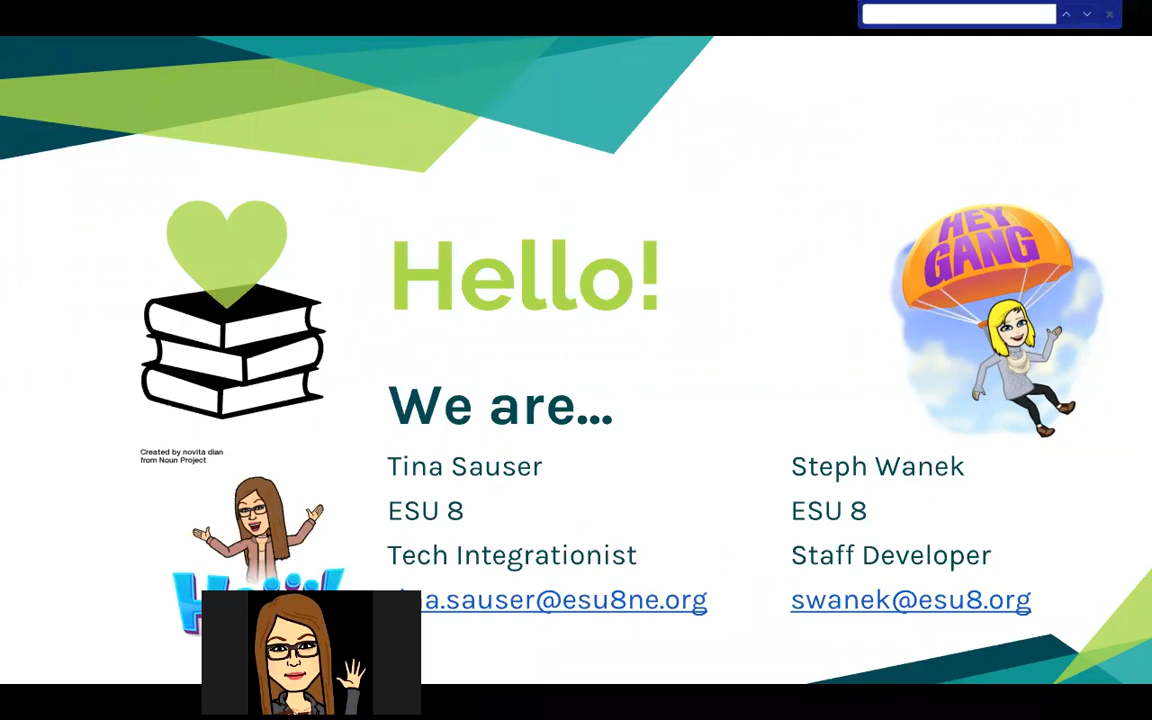 HEY
GANG
Hello!
We are...
Created by novita dian
from Noun Project
Tina Sauser
ESU 8
Tech Integrationist
a.sauser@esu8ne.org
Steph Wanek
ESU 8
Staff Developer
swanek@esu8.org